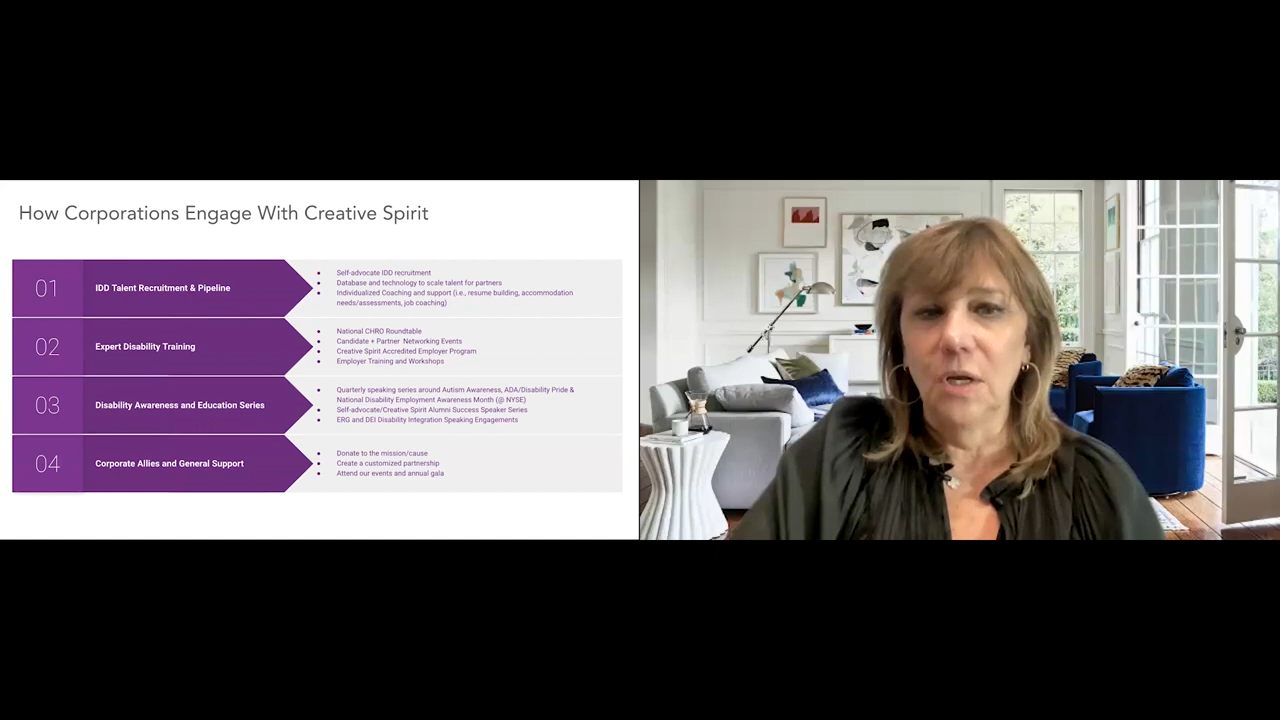 How Corporations Engage With Creative Spirit
01
IDD Talent Recruitment & Pipeline
Self-advocate IDD recruitment
Database and technology to scale talent for partners
Individualized Coaching and support (i.e., resume building, accommodation
needs/assessments, job coaching)
02
Expert Disability Training
National CHRO Roundtable
Candidate + Partner Networking Events
Creative Spirit Accredited Employer Program
Employer Training and Workshops
03
Disability Awareness and Education Series
Quarterly speaking series around Autism Awareness, ADA/Disability Pride &
National Disability Employment Awareness Month (@ NYSE)
Self-advocate/Creative Spirit Alumni Success Speaker Series
ERG and DEI Disability Integration Speaking Engagements
04
Corporate Allies and General Support
Donate to the mission/cause
Create a customized partnership
Attend our events and annual gala